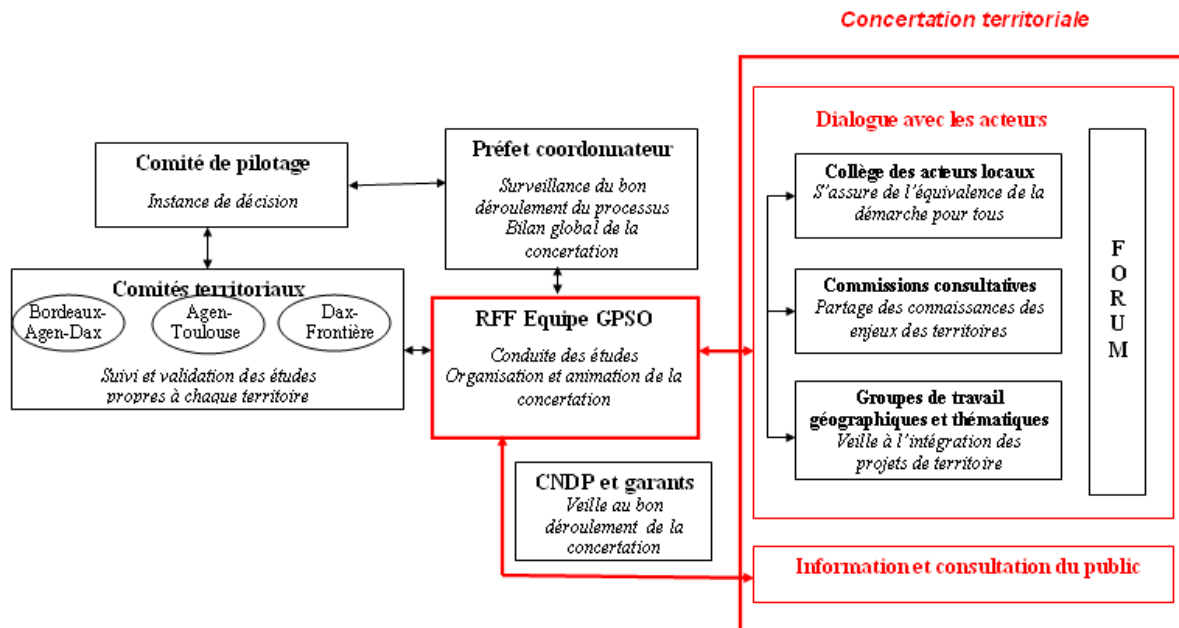 Concertation territoriale
Comité de pilotage
Instance de décision
Préfet coordonnateur
Surveillance du bon
déroulement du processus
Bilan global de la
concertation
Comités territoriaux
Bordeaux-
Agen-Dax
Agen-
Toulouse
Dax-
Frontière
Suivi et validation des études
propres à chaque territoire
RFF Equipe GPSO
Conduite des études
Organisation et animation de la
concertation
CNDP et garants
Veille au bon
déroulement de la
concertation
Dialogue avec les acteurs
Collège des acteurs locaux
S'assure de l'équivalence de la
démarche pour tous
Commissions consultatives
Partage des connaissances des
enjeux des territoires
Groupes de travail
géographiques et thématiques
Veille à l'intégration des
projets de territoire
F
O
R
U
M
Information et consultation du public